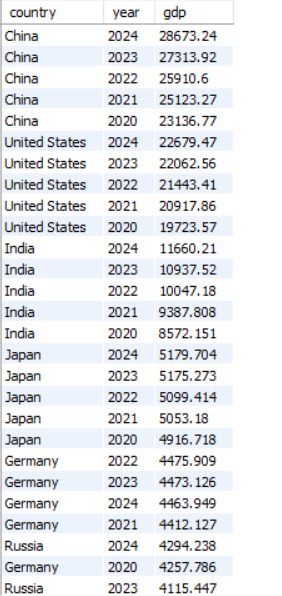 country year gdp
China 2024 28673.24
China 2023 27313.92
China 2022 25910.6
China 2021 25123.27
China 2020 23136.77
United States 2024 22679.47
United States 2023 22062.56
United States 2022 21443.41
United States 2021 20917.86
United States 2020 19723.57
India 2024 11660.21
India 2023 10937.52
India 2022 10047.18
India 2021 9387.808
India 2020 8572.151
Japan 2024 5179.704
Japan 2023 5175.273
Japan 2022 5099.414
Japan 2021 5053.18
Japan 2020 4916.718
Germany 2022 4475.909
Germany 2023 4473.126
Germany 2024 4463.949
Germany 2021 4412.127
Russia 2024 4294.238
Germany 2020 4257.786
Russia 2023 4115.447